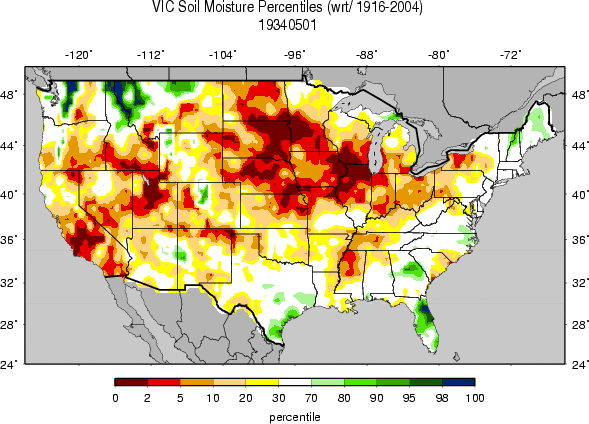 VIC Soil Moisture Percentiles (wrt/ 1916-2004)
19340501
-120° -112° -104° -96° -88° -80° -72°
48° 48°
44° 44°
40° 40°
36° 36°
32° 32°
28° 28°
24° 24°
0 2 5 10 20 30 70 80 90 95 98 100
percentile